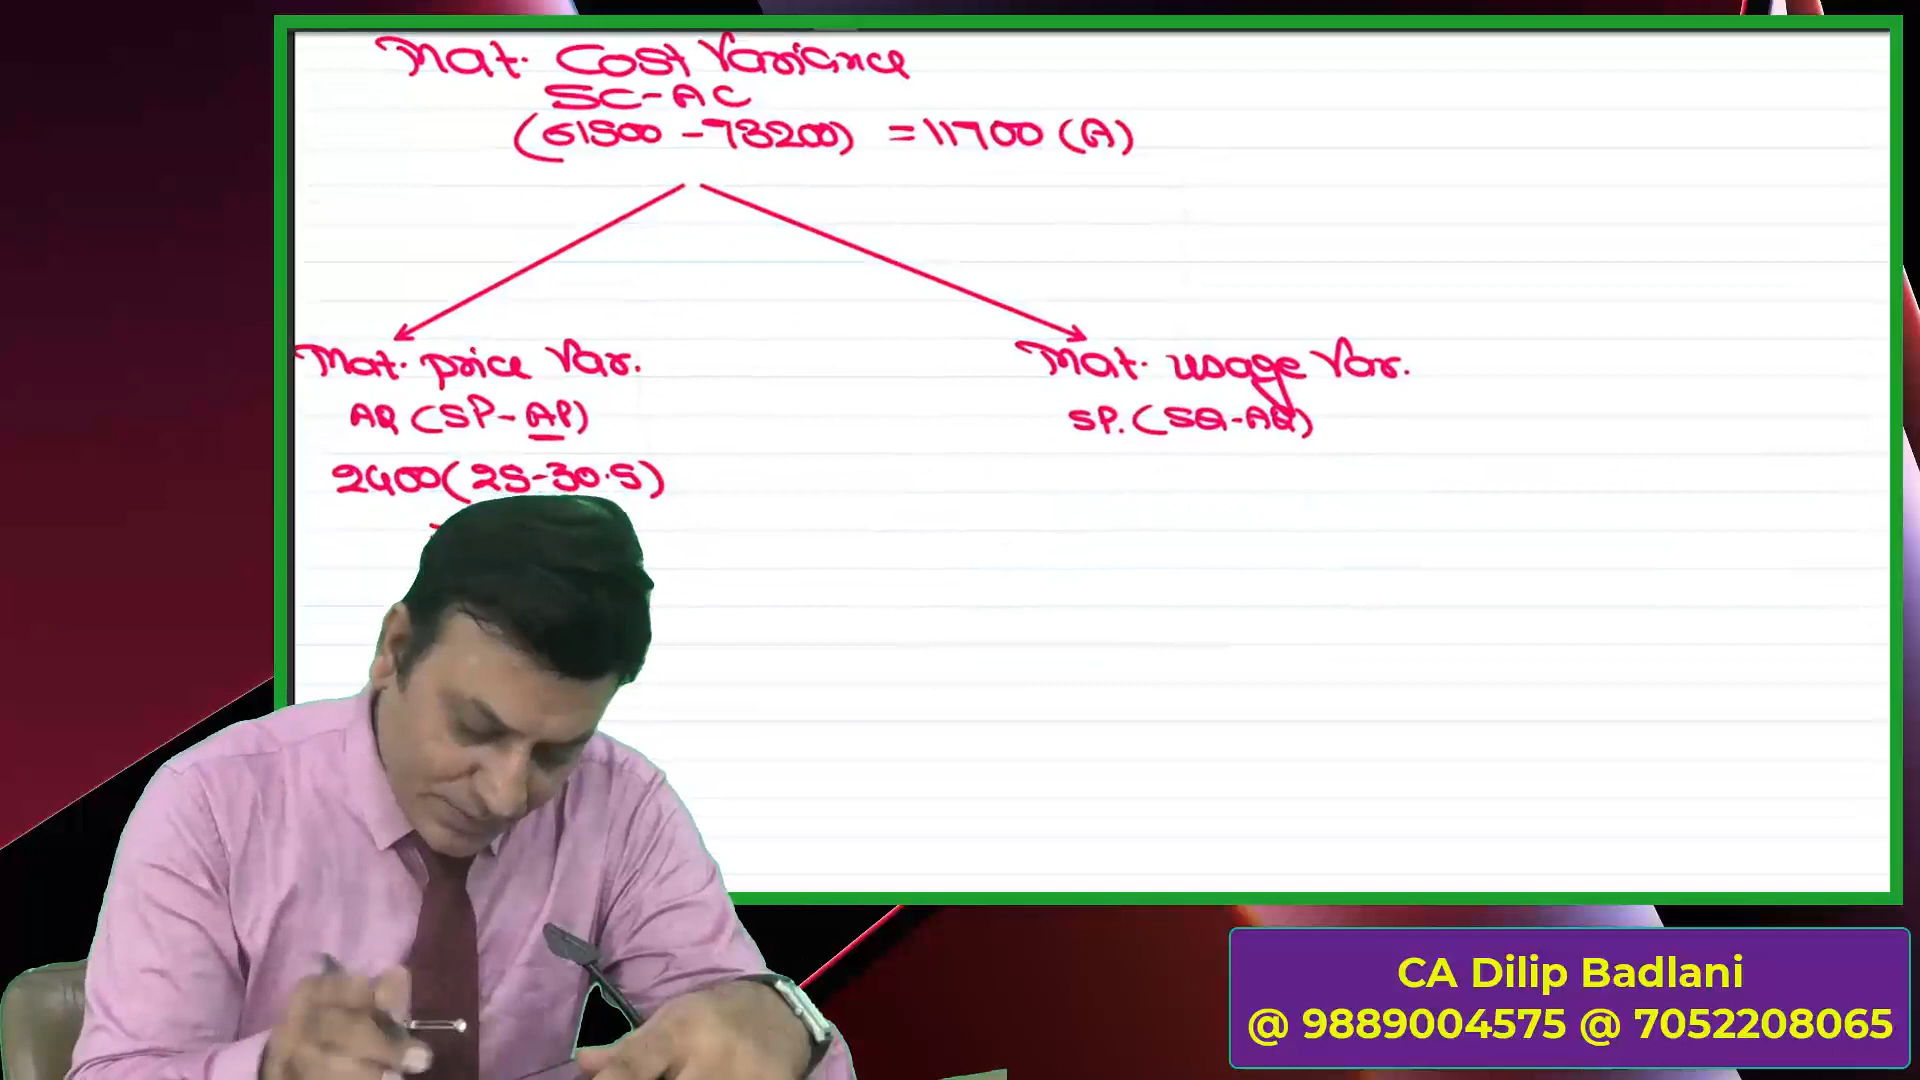 Mat. Cost Variance
SC-AC
(61500 - 73200) = 11700 (A)
Mat. price Var.
AQ (SP- AP)
2400(25-30.5)
Mat. usage Var.
SP. (SQ-AQ)
CA Dilip Badlani
@ 9889004575 @ 7052208065